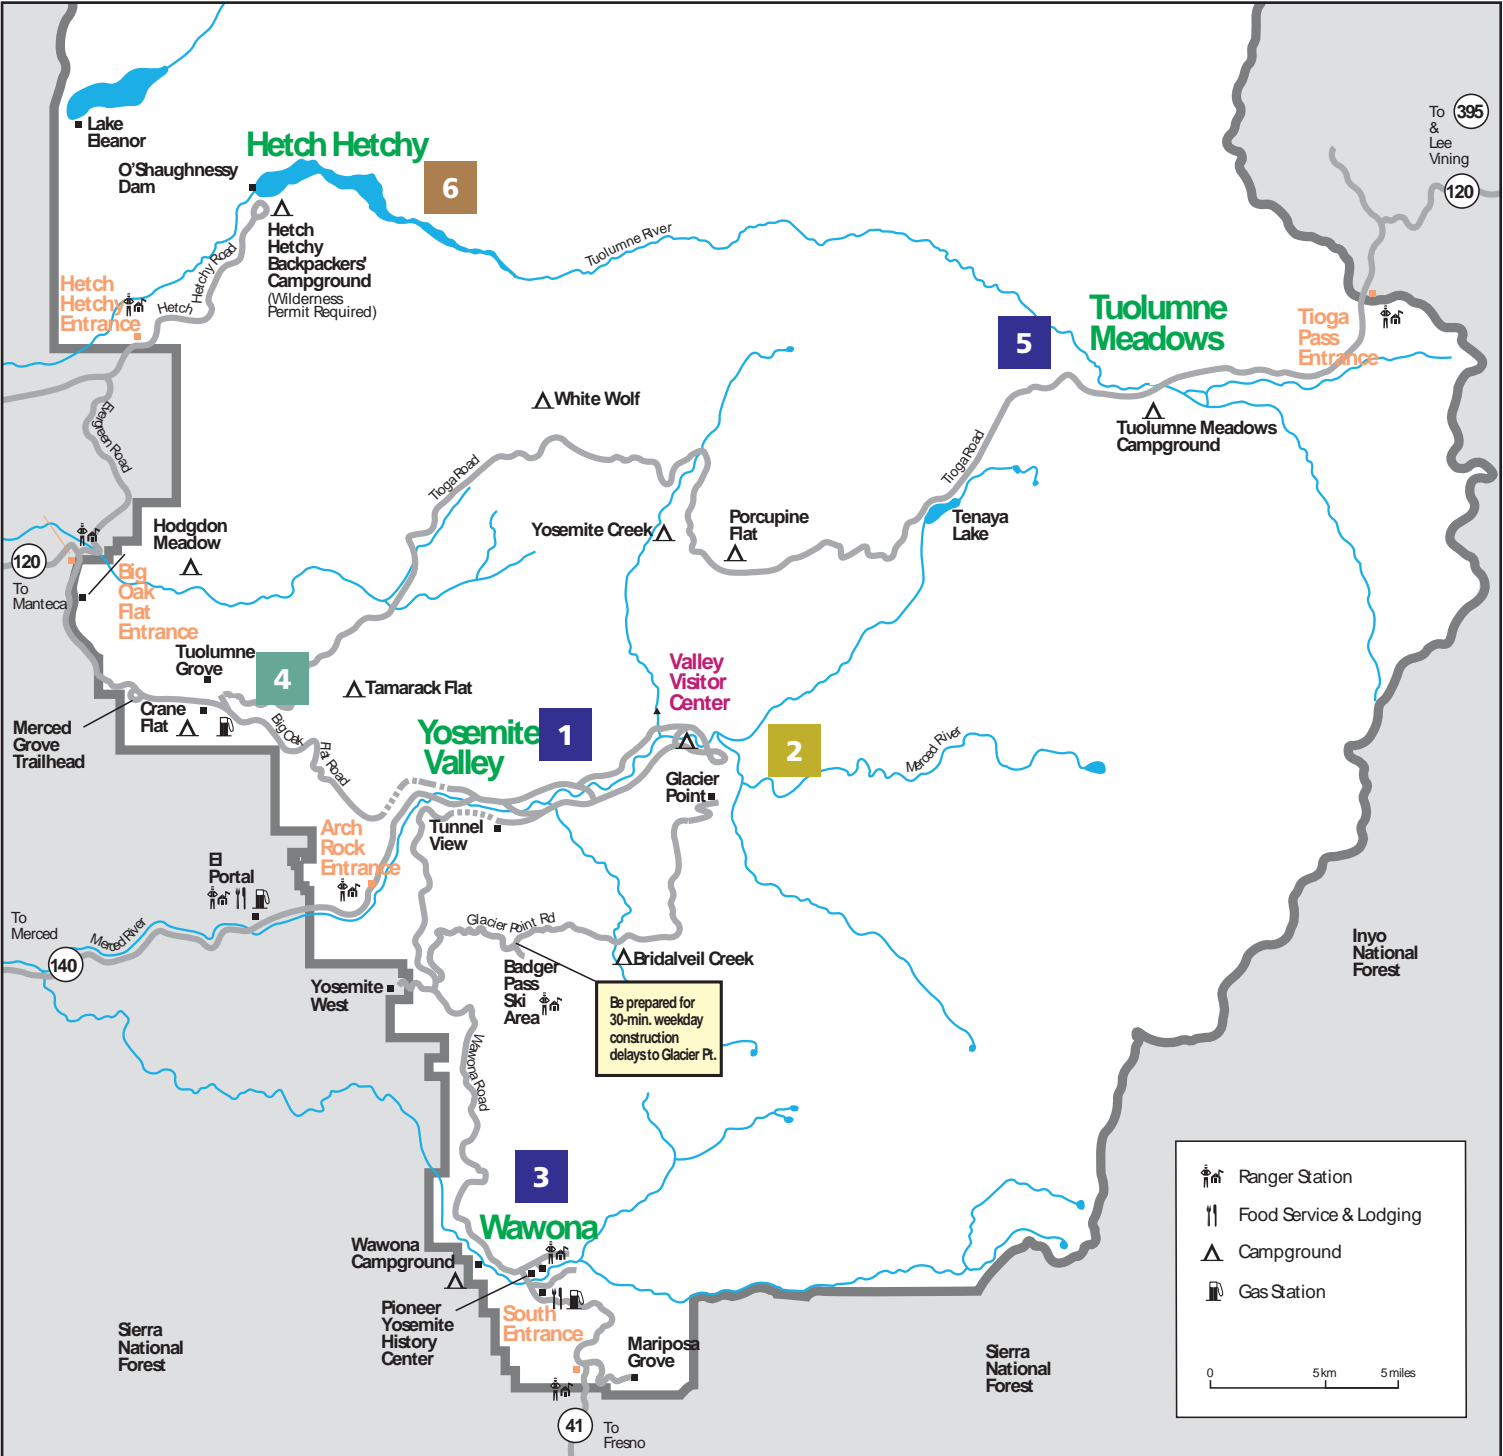 Lake
Eleanor
O'Shaughnessy
Dam
Hetch Hetchy
6
Hetch
Hetchy
Backpackers'
Campground
(Wilderness
Permit Required)
Hetch
Hetchy
Entrance
Hetch Hetchy Road
Evergreen Road
Tuolumne River
To
&
Lee
Vining
395
120
Tuolumne
Meadows
5
Tioga
Pass
Entrance
Tuolumne Meadows
Campground
White Wolf
Tioga Road
Tioga Road
Tenaya
Lake
Yosemite Creek
Porcupine
Flat
Hodgdon
Meadow
120
To
Manteca
Big
Oak
Flat
Entrance
Tuolumne
Grove
4
Tamarack Flat
Crane
Flat
Merced
Grove
Trailhead
Big Oak Flat Road
Yosemite
Valley
1
Valley
Visitor
Center
2
Merced River
Glacier
Point
Tunnel
View
Arch
Rock
Entrance
El
Portal
To
Merced
Merced River
140
Glacier Point Rd
Bridalveil Creek
Badger
Pass
Ski
Area
Be prepared for
30-min. weekday
construction
delays to Glacier Pt.
Yosemite
West
Wawona Road
Inyo
National
Forest
3
Wawona
Wawona
Campground
Pioneer
Yosemite
History
Center
South
Entrance
Mariposa
Grove
41
To
Fresno
Sierra
National
Forest
Sierra
National
Forest
Ranger Station
Food Service & Lodging
Campground
Gas Station
0
5 km
5 miles